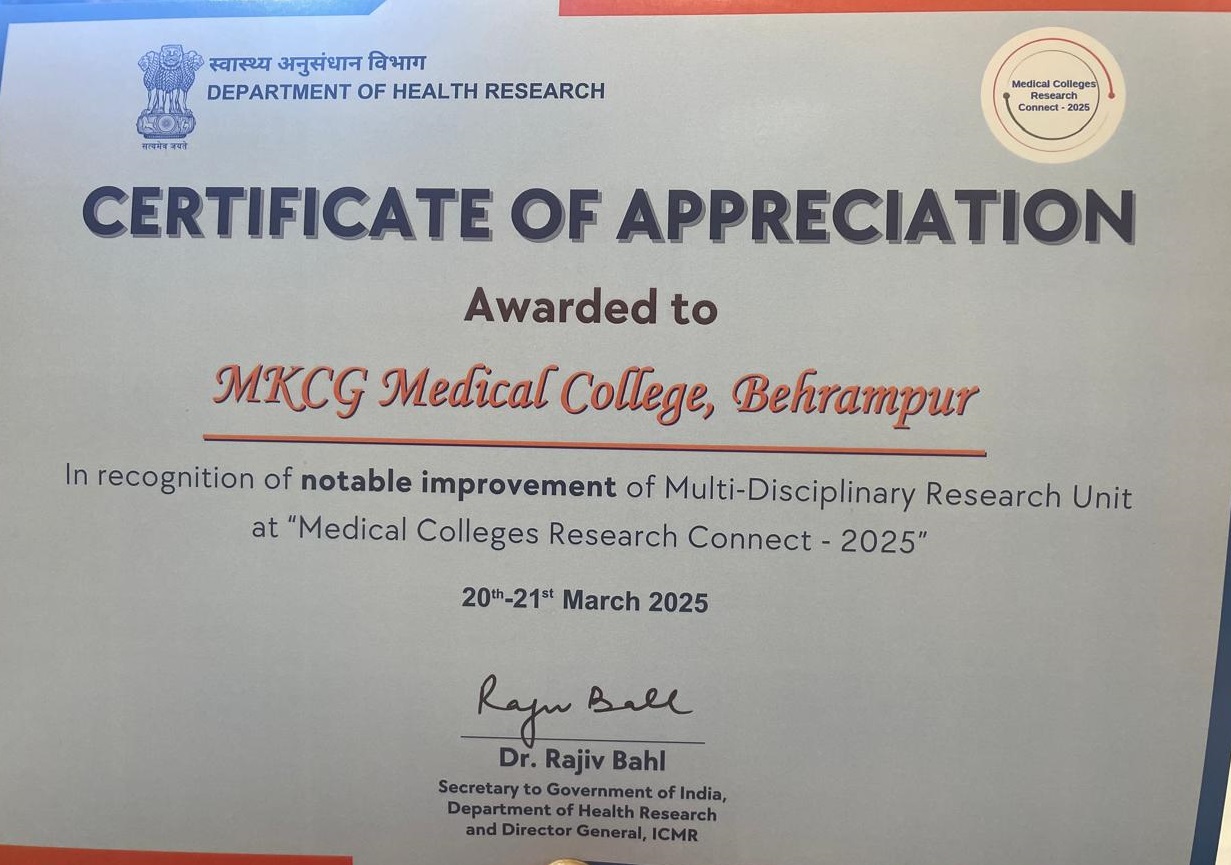 स्वास्थ्य अनुसंधान विभाग
DEPARTMENT OF HEALTH RESEARCH
सत्यमेव जयते
Medical Colleges
Research
Connect - 2025
CERTIFICATE OF APPRECIATION
Awarded to
MKCG Medical College, Behrampur
In recognition of notable improvement of Multi-Disciplinary Research Unit
at “Medical Colleges Research Connect - 2025”
20th-21st March 2025
Rajiv Bahl
Dr. Rajiv Bahl
Secretary to Government of India,
Department of Health Research
and Director General, ICMR